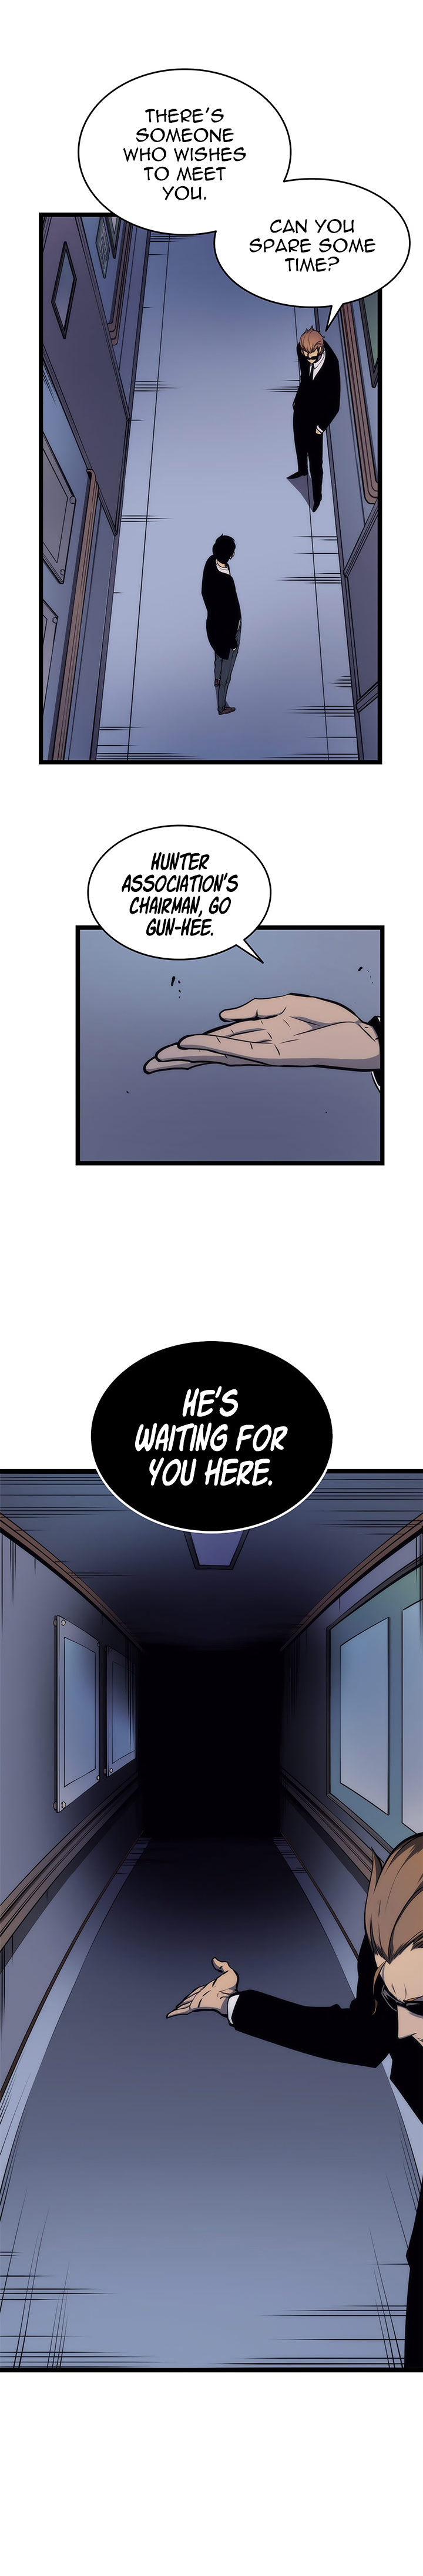 THERE'S
SOMEONE
WHO WISHES
TO MEET
YOU.
CAN YOU
SPARE SOME
TIME?
HUNTER
ASSOCIATION'S
CHAIRMAN, GO
GUN-HEE.
HE'S
WAITING FOR
YOU HERE.